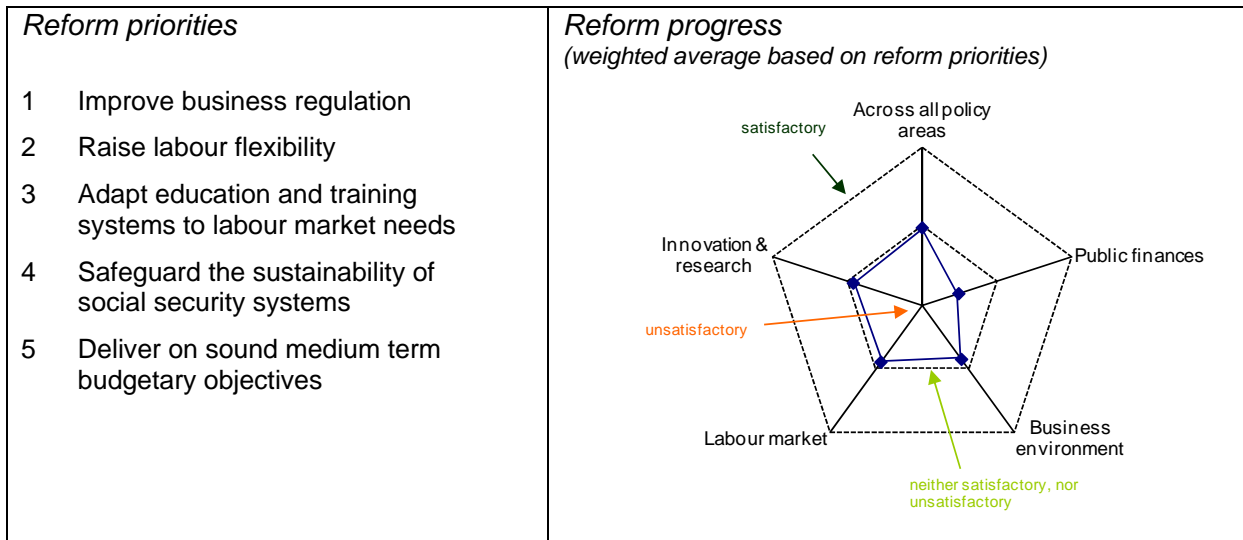 Reform priorities
1 Improve business regulation
2 Raise labour flexibility
3 Adapt education and training
systems to labour market needs
4 Safeguard the sustainability of
social security systems
5 Deliver on sound medium term
budgetary objectives
Reform progress
(weighted average based on reform priorities)
Across all policy
areas
satisfactory
Innovation &
research
Public finances
unsatisfactory
Labour market
Business
environment
neither satisfactory, nor
unsatisfactory